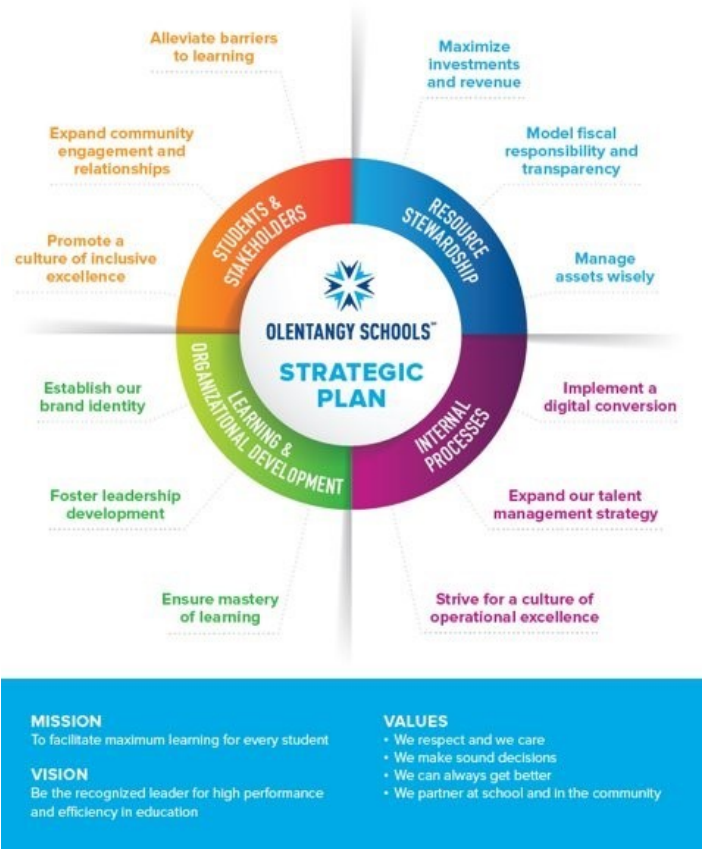 Alleviate barriers
to learning
Expand community
engagement and
relationships
Promote a
culture of inclusive
excellence
Maximize
investments
and revenue
Model fiscal
responsibility and
transparency
Manage
assets wisely
STUDENTS &
STAKEHOLDERS
RESOURCE
STEWARDSHIP
OLENTANGY SCHOOLS℠
STRATEGIC
PLAN
LEARNING &
ORGANIZATIONAL DEVELOPMENT
INTERNAL
PROCESSES
Establish our
brand identity
Foster leadership
development
Ensure mastery
of learning
Implement a
digital conversion
Expand our talent
management strategy
Strive for a culture of
operational excellence
MISSION
To facilitate maximum learning for every student
VISION
Be the recognized leader for high performance
and efficiency in education
VALUES
• We respect and we care
• We make sound decisions
• We can always get better
• We partner at school and in the community